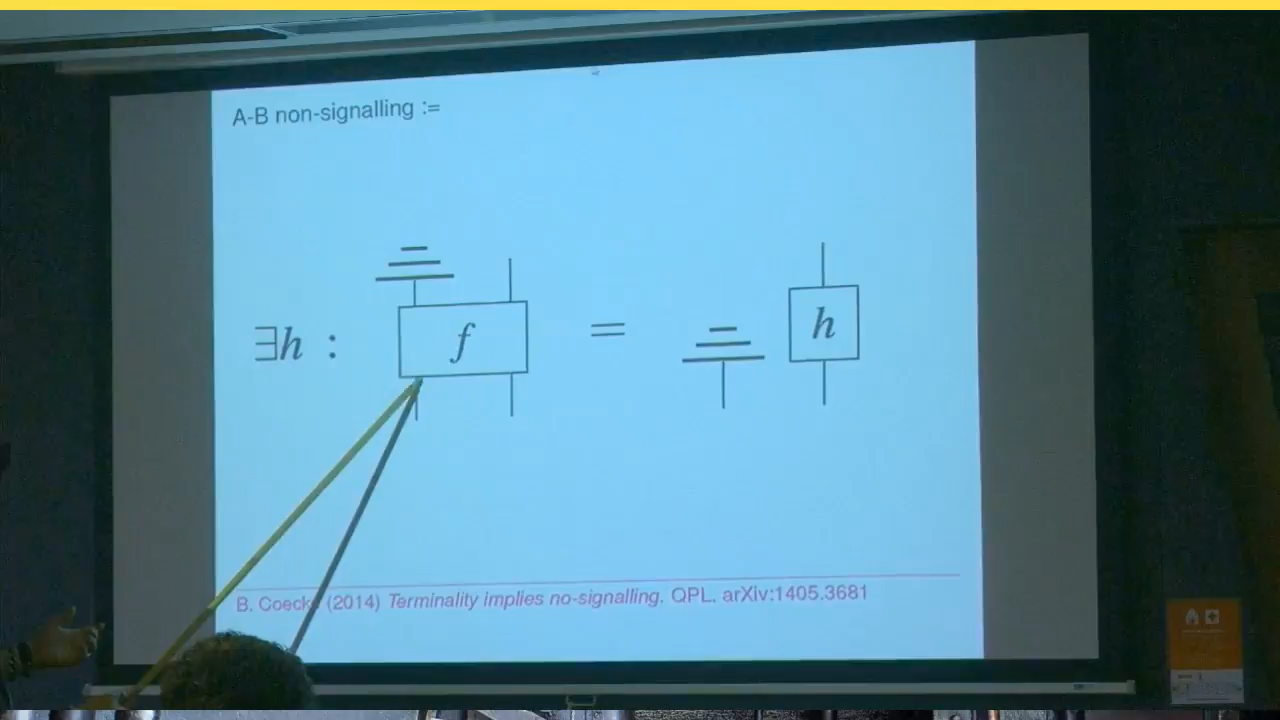 A-B non-signalling :=
∃h : f = h
B. Coecke (2014) Terminality implies no-signalling. QPL. arXiv:1405.3681